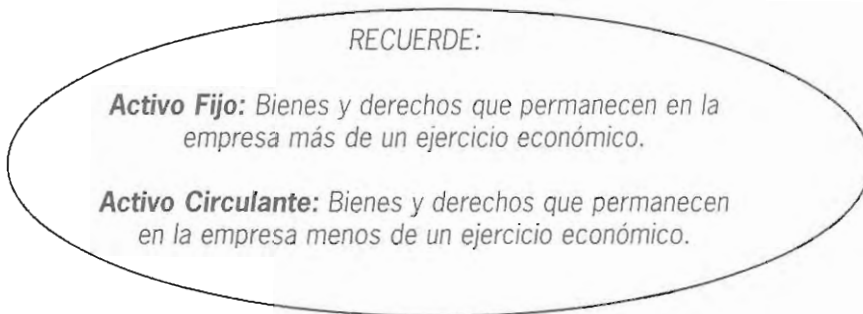 RECUERDE:
Activo Fijo: Bienes y derechos que permanecen en la
empresa más de un ejercicio económico.
Activo Circulante: Bienes y derechos que permanecen
en la empresa menos de un ejercicio económico.